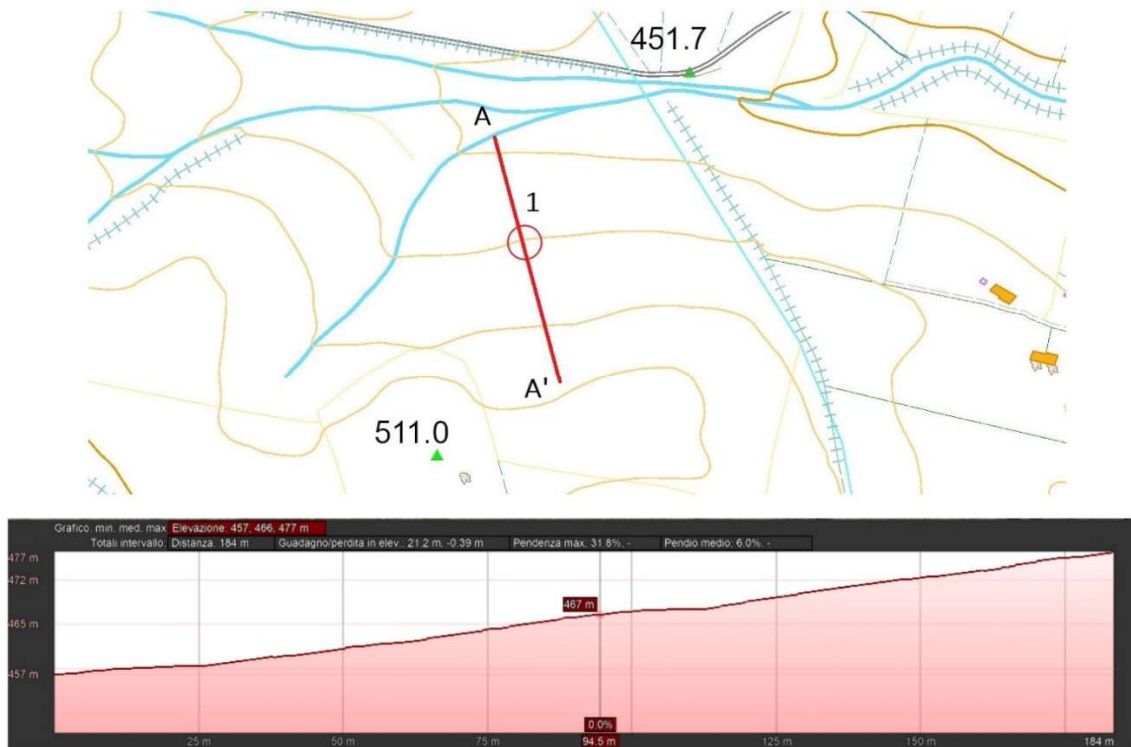 451.7
A
1
A'
511.0
Grafico: min. med. max Elevazione: 457, 466, 477 m
Totali intervallo: Distanza. 184 m Guadagno/perdita in elev.: 21.2 m, -0.39 m Pendenza max: 31.8%, - Pendio medio: 6.0%. -
477 m
472 m
467 m
465 m
457 m
0.0%
25 m 50 m 75 m 94.5 m 125 m 150 m 184 m